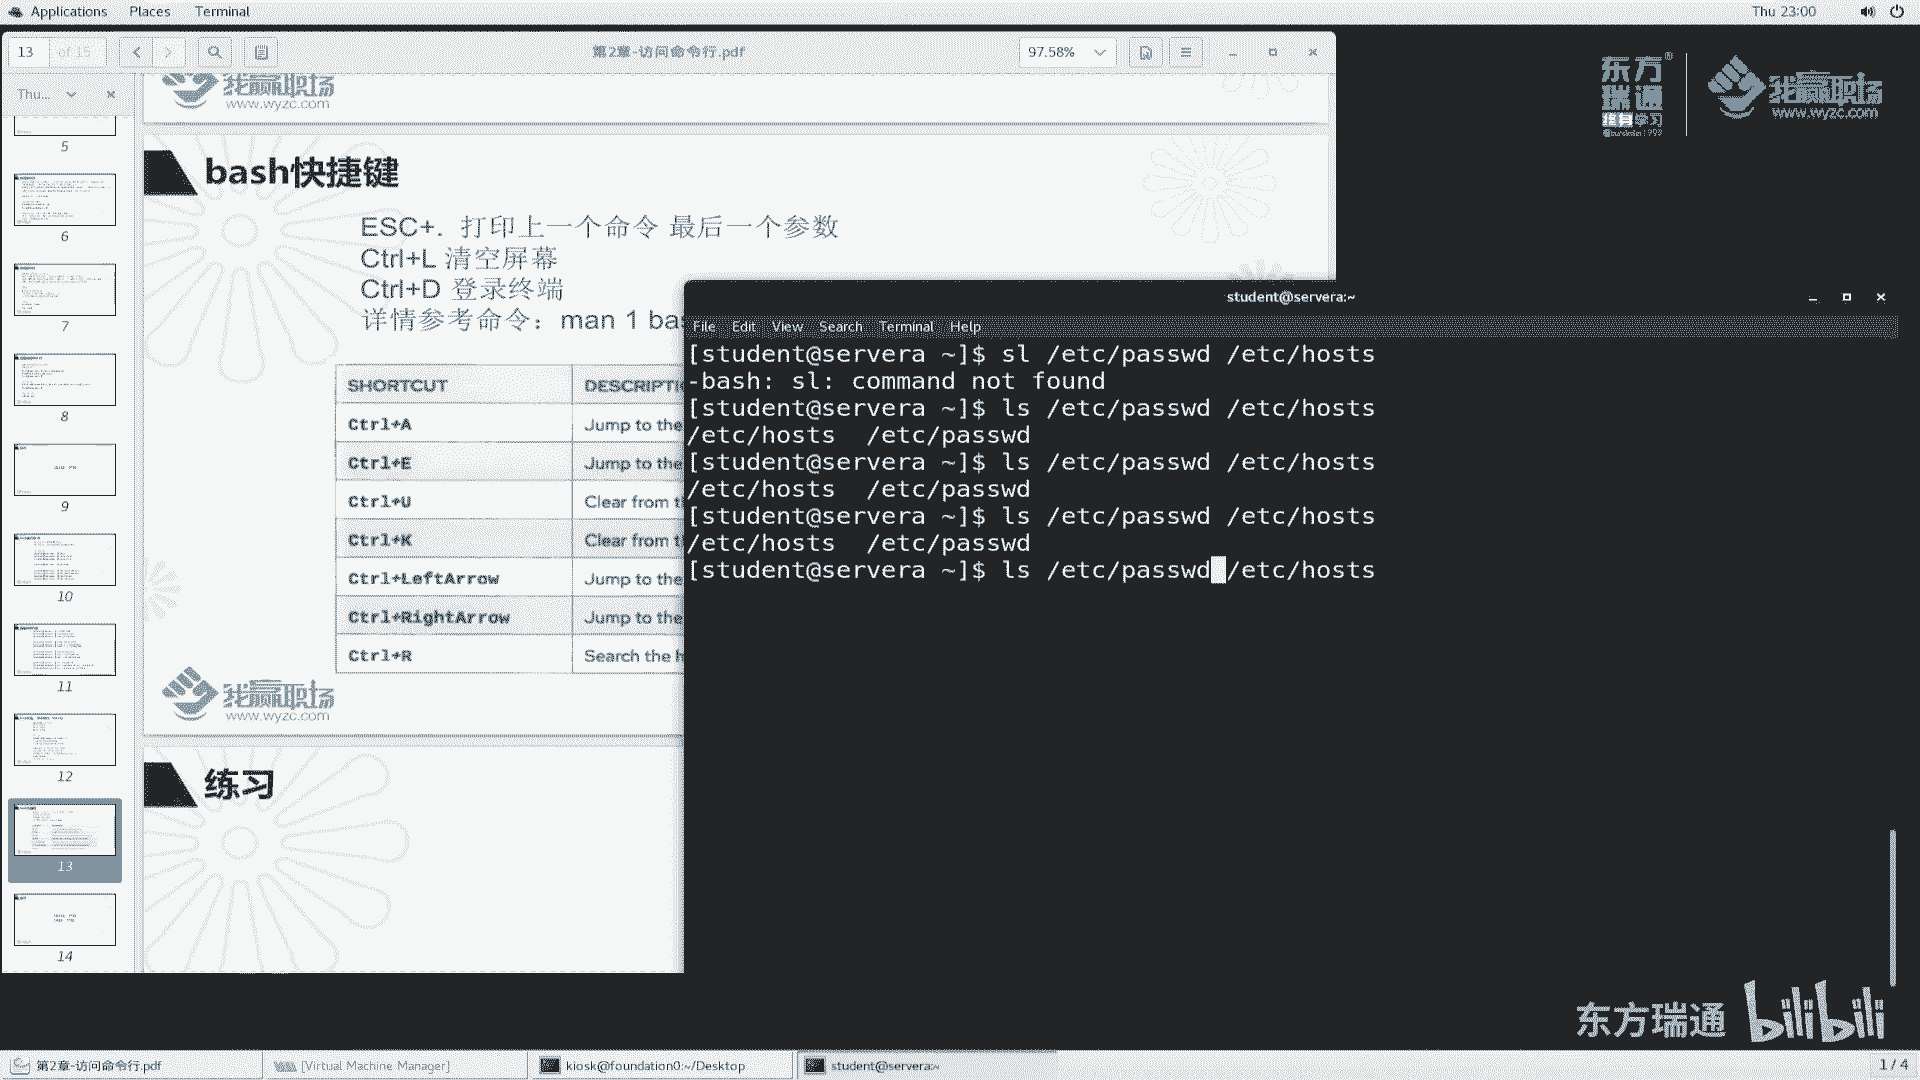 Applications Places Terminal
Thu 23:00
13 of 15
第2章-访问命令行.pdf
97.58%
Thu...
5
6
7
8
9
10
11
12
13
14
我赢职场
www.wyzc.com
bash快捷键
ESC+. 打印上一个命令 最后一个参数
Ctrl+L 清空屏幕
Ctrl+D 登录终端
详情参考命令：man 1 bas
SHORTCUT DESCRIPTI
Ctrl+A Jump to the
Ctrl+E Jump to the
Ctrl+U Clear from t
Ctrl+K Clear from t
Ctrl+LeftArrow Jump to the
Ctrl+RightArrow Jump to the
Ctrl+R Search the h
我赢职场
www.wyzc.com
练习
student@servera:~
File Edit View Search Terminal Help
[student@servera ~]$ sl /etc/passwd /etc/hosts
-bash: sl: command not found
[student@servera ~]$ ls /etc/passwd /etc/hosts
/etc/hosts /etc/passwd
[student@servera ~]$ ls /etc/passwd /etc/hosts
/etc/hosts /etc/passwd
[student@servera ~]$ ls /etc/passwd /etc/hosts
/etc/hosts /etc/passwd
[student@servera ~]$ ls /etc/passwd /etc/hosts
东方
瑞通
终身学习
我赢职场
www.wyzc.com
东方瑞通 bilibili
第2章-访问命令行.pdf
[Virtual Machine Manager]
kiosk@foundation0:~/Desktop
student@servera:~
1 / 4